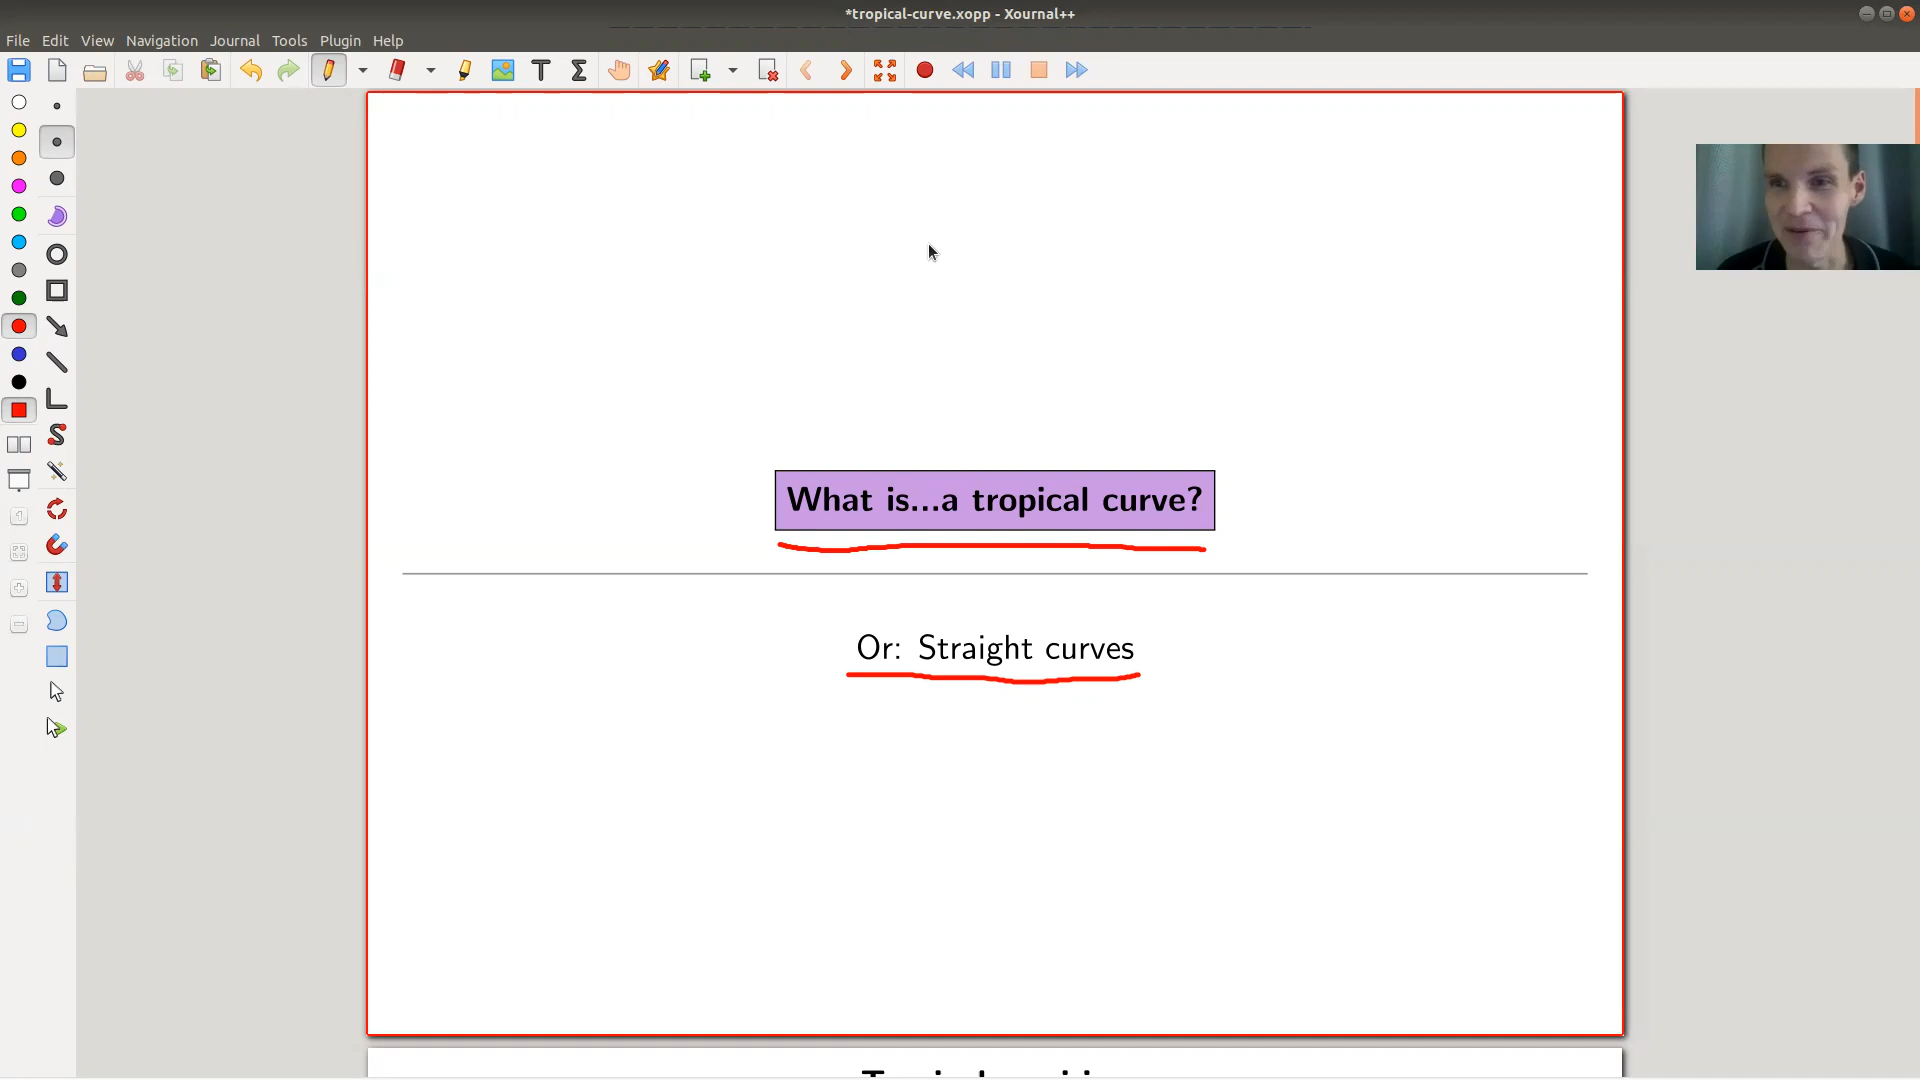 *tropical-curve.xopp - Xournal++
File Edit View Navigation Journal Tools Plugin Help
What is...a tropical curve?
Or: Straight curves